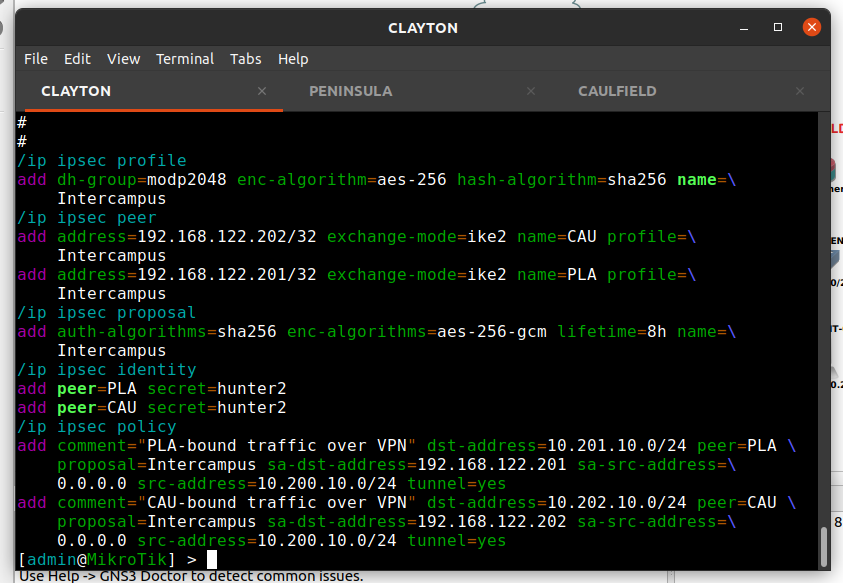 CLAYTON
File Edit View Terminal Tabs Help
CLAYTON × PENINSULA × CAULFIELD ×
#
#
/ip ipsec profile
add dh-group=modp2048 enc-algorithm=aes-256 hash-algorithm=sha256 name=\
    Intercampus
/ip ipsec peer
add address=192.168.122.202/32 exchange-mode=ike2 name=CAU profile=\
    Intercampus
add address=192.168.122.201/32 exchange-mode=ike2 name=PLA profile=\
    Intercampus
/ip ipsec proposal
add auth-algorithms=sha256 enc-algorithms=aes-256-gcm lifetime=8h name=\
    Intercampus
/ip ipsec identity
add peer=PLA secret=hunter2
add peer=CAU secret=hunter2
/ip ipsec policy
add comment="PLA-bound traffic over VPN" dst-address=10.201.10.0/24 peer=PLA \
    proposal=Intercampus sa-dst-address=192.168.122.201 sa-src-address=\
    0.0.0.0 src-address=10.200.10.0/24 tunnel=yes
add comment="CAU-bound traffic over VPN" dst-address=10.202.10.0/24 peer=CAU \
    proposal=Intercampus sa-dst-address=192.168.122.202 sa-src-address=\
    0.0.0.0 src-address=10.200.10.0/24 tunnel=yes
[admin@MikroTik] >
Use Help -> GNS3 Doctor to detect common issues.